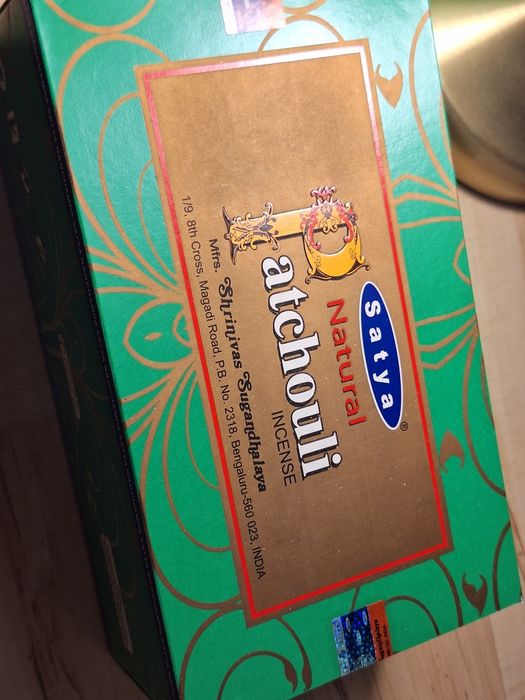 Satya®
Natural
Patchouli
INCENSE
Mfrs. Shrinivas Sugandhalaya
1/9, 8th Cross, Magadi Road, P.B. No. 2318, Bengaluru-560 023, INDIA